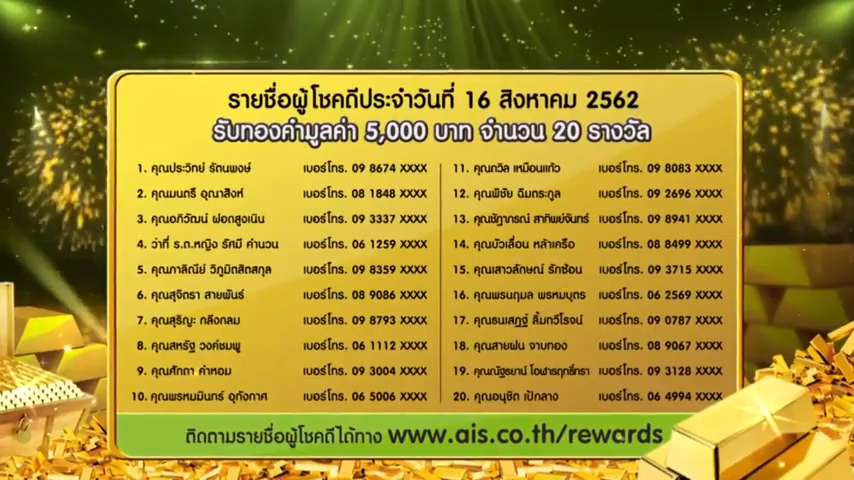 รายชื่อผู้โชคดีประจำวันที่ 16 สิงหาคม 2562
รับทองคำมูลค่า 5,000 บาท จำนวน 20 รางวัล
1. คุณประวิทย์ รัตนพงษ์ เบอร์โทร. 09 8674 XXXX
2. คุณมนตรี อุณาสิงห์ เบอร์โทร. 08 1848 XXXX
3. คุณอภิวัฒน์ ฝอดสูงเนิน เบอร์โทร. 09 3337 XXXX
4. ว่าที่ ร.ต.หญิง รัศมี คำนวน เบอร์โทร. 06 1259 XXXX
5. คุณภาสิณีย์ วิภูมิตสิตสกุล เบอร์โทร. 09 8359 XXXX
6. คุณสุจิตรา สายพันธ์ เบอร์โทร. 08 9086 XXXX
7. คุณสุริญะ กลึงกลม เบอร์โทร. 09 8793 XXXX
8. คุณสหรัฐ วงค์ชมพู เบอร์โทร. 06 1112 XXXX
9. คุณศักดา คำหอม เบอร์โทร. 09 3004 XXXX
10. คุณพรหมมินทร์ อุกังกาศ เบอร์โทร. 06 5006 XXXX
11. คุณถวิล เหมือนแก้ว เบอร์โทร. 09 8083 XXXX
12. คุณพิชัย ฉิมตระกูล เบอร์โทร. 09 2696 XXXX
13. คุณชัฎาภรณ์ สาทิพย์จันทร์ เบอร์โทร. 09 8941 XXXX
14. คุณบัวเลื่อน หล้าเครือ เบอร์โทร. 08 8499 XXXX
15. คุณเสาวลักษณ์ รักซ้อน เบอร์โทร. 09 3715 XXXX
16. คุณพรนฤมล พรหมบุตร เบอร์โทร. 06 2569 XXXX
17. คุณธนเสฏฐ์ ลิ้มทวีโรจน์ เบอร์โทร. 09 0787 XXXX
18. คุณสายฝน จาบทอง เบอร์โทร. 08 9067 XXXX
19. คุณณัฐรยาน์ โอฬารฤทธิ์ทรา เบอร์โทร. 09 3128 XXXX
20. คุณอนุชิต เป้กลาง เบอร์โทร. 06 4994 XXXX
ติดตามรายชื่อผู้โชคดีได้ทาง www.ais.co.th/rewards